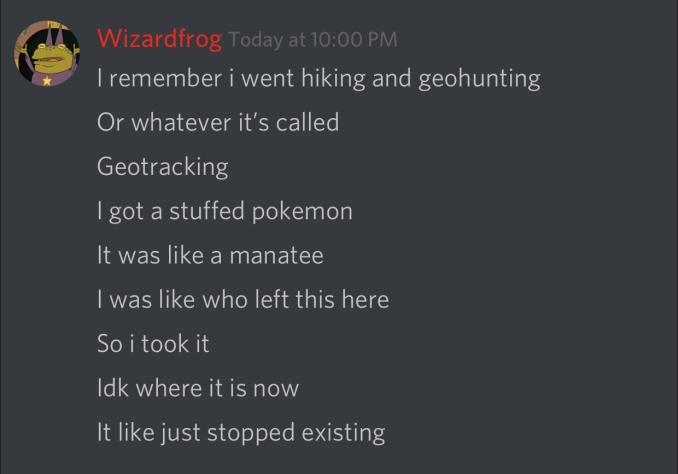 Wizardfrog Today at 10:00 PM
I remember i went hiking and geohunting
Or whatever it's called
Geotracking
I got a stuffed pokemon
It was like a manatee
I was like who left this here
So i took it
Idk where it is now
It like just stopped existing